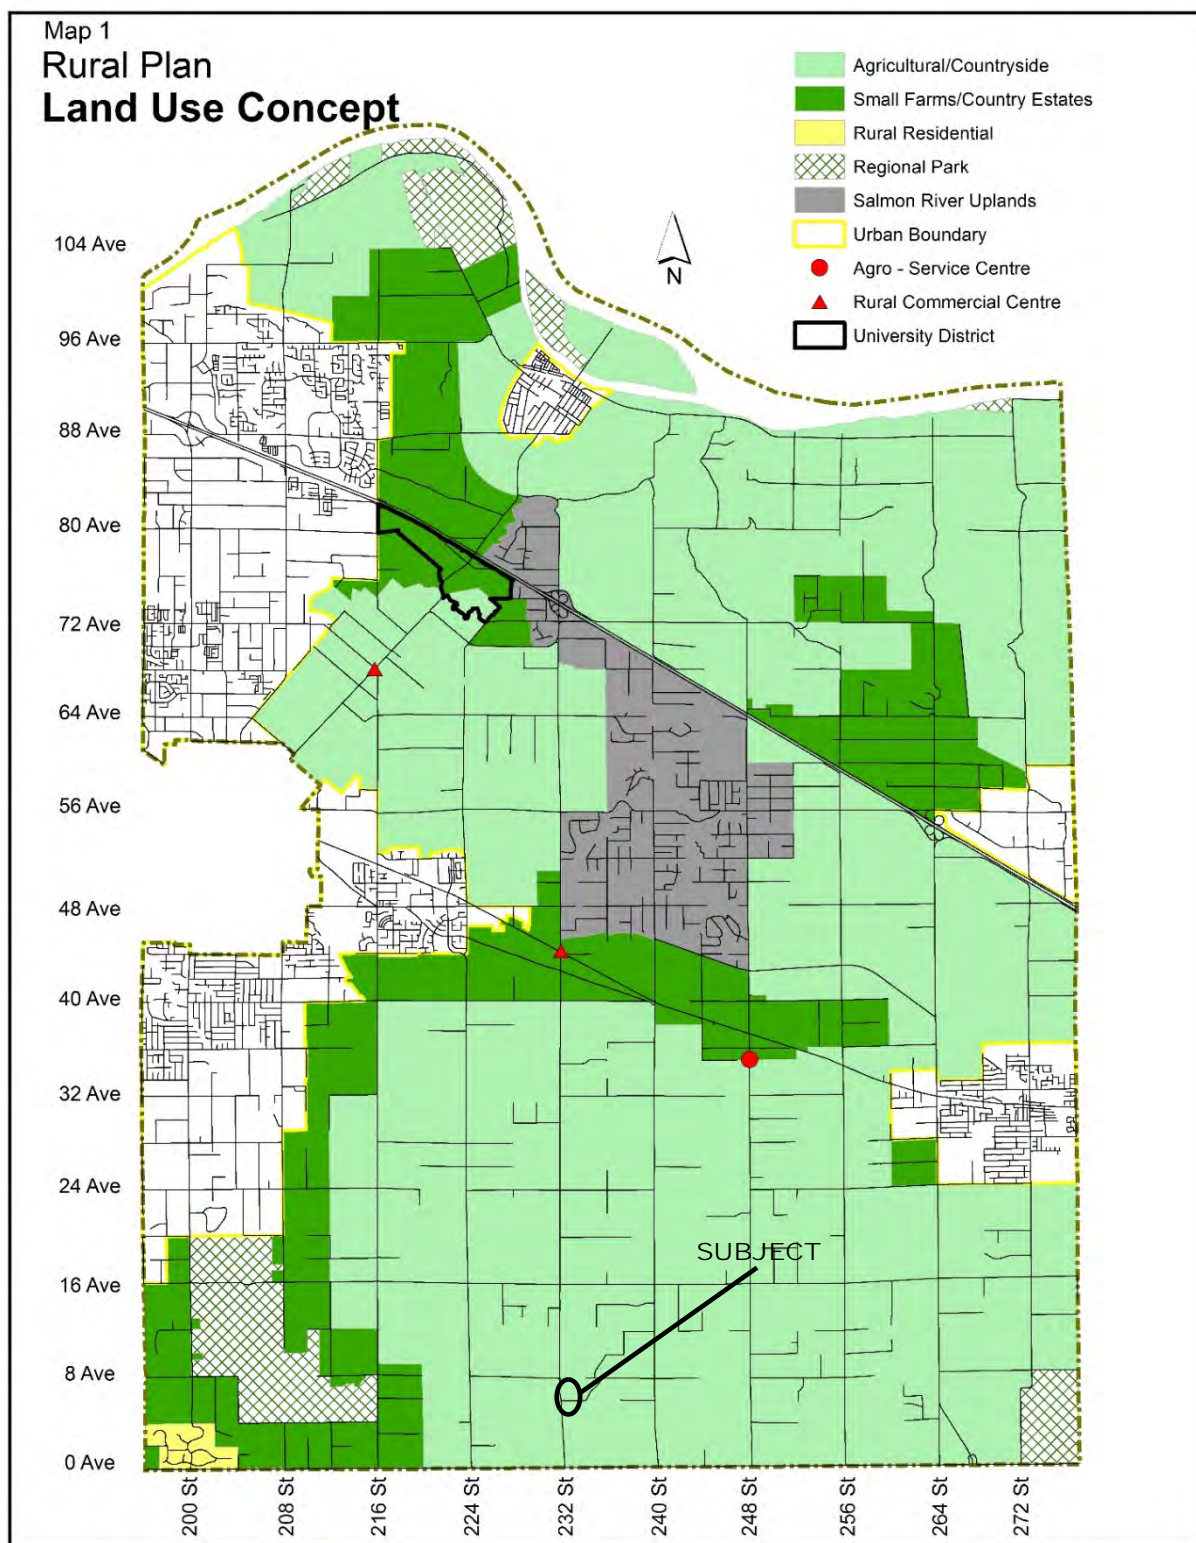 Map 1
Rural Plan
Land Use Concept
Agricultural/Countryside
Small Farms/Country Estates
Rural Residential
Regional Park
Salmon River Uplands
Urban Boundary
Agro - Service Centre
Rural Commercial Centre
University District
N
104 Ave
96 Ave
88 Ave
80 Ave
72 Ave
64 Ave
56 Ave
48 Ave
40 Ave
32 Ave
24 Ave
16 Ave
8 Ave
0 Ave
SUBJECT
200 St
208 St
216 St
224 St
232 St
240 St
248 St
256 St
264 St
272 St